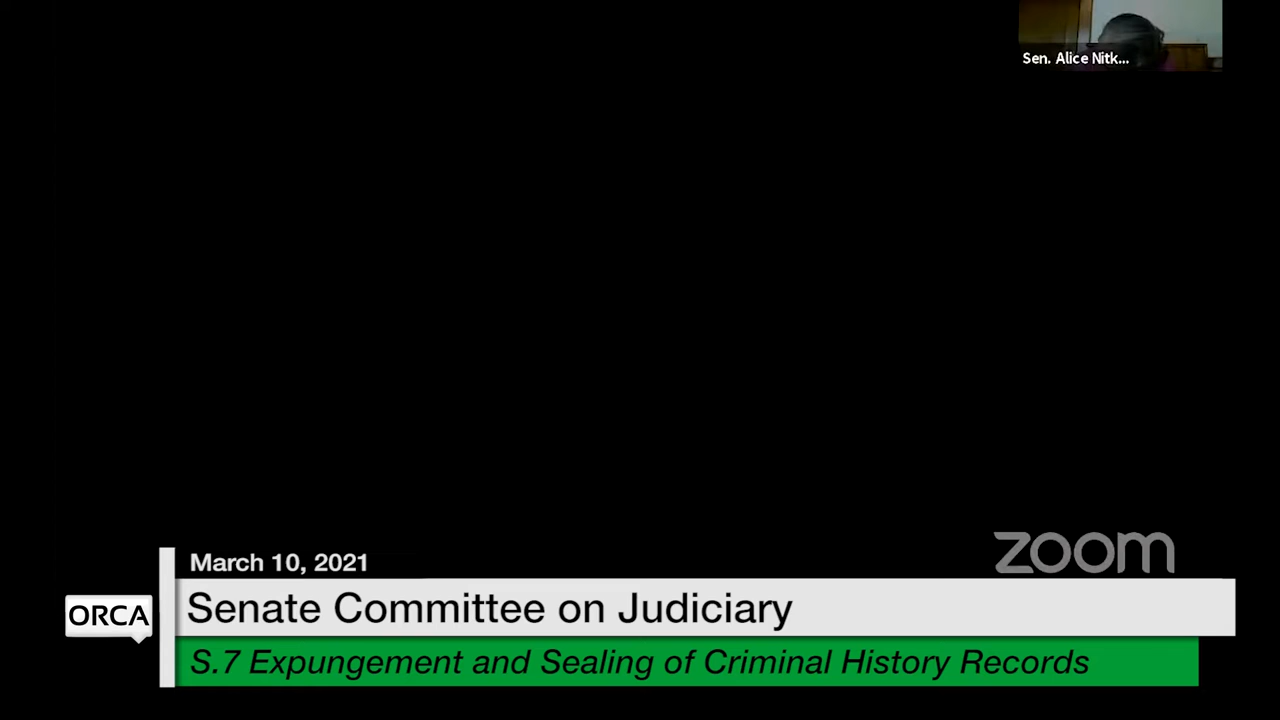 Sen. Alice Nitk...
zoom
March 10, 2021
ORCA
Senate Committee on Judiciary
S.7 Expungement and Sealing of Criminal History Records